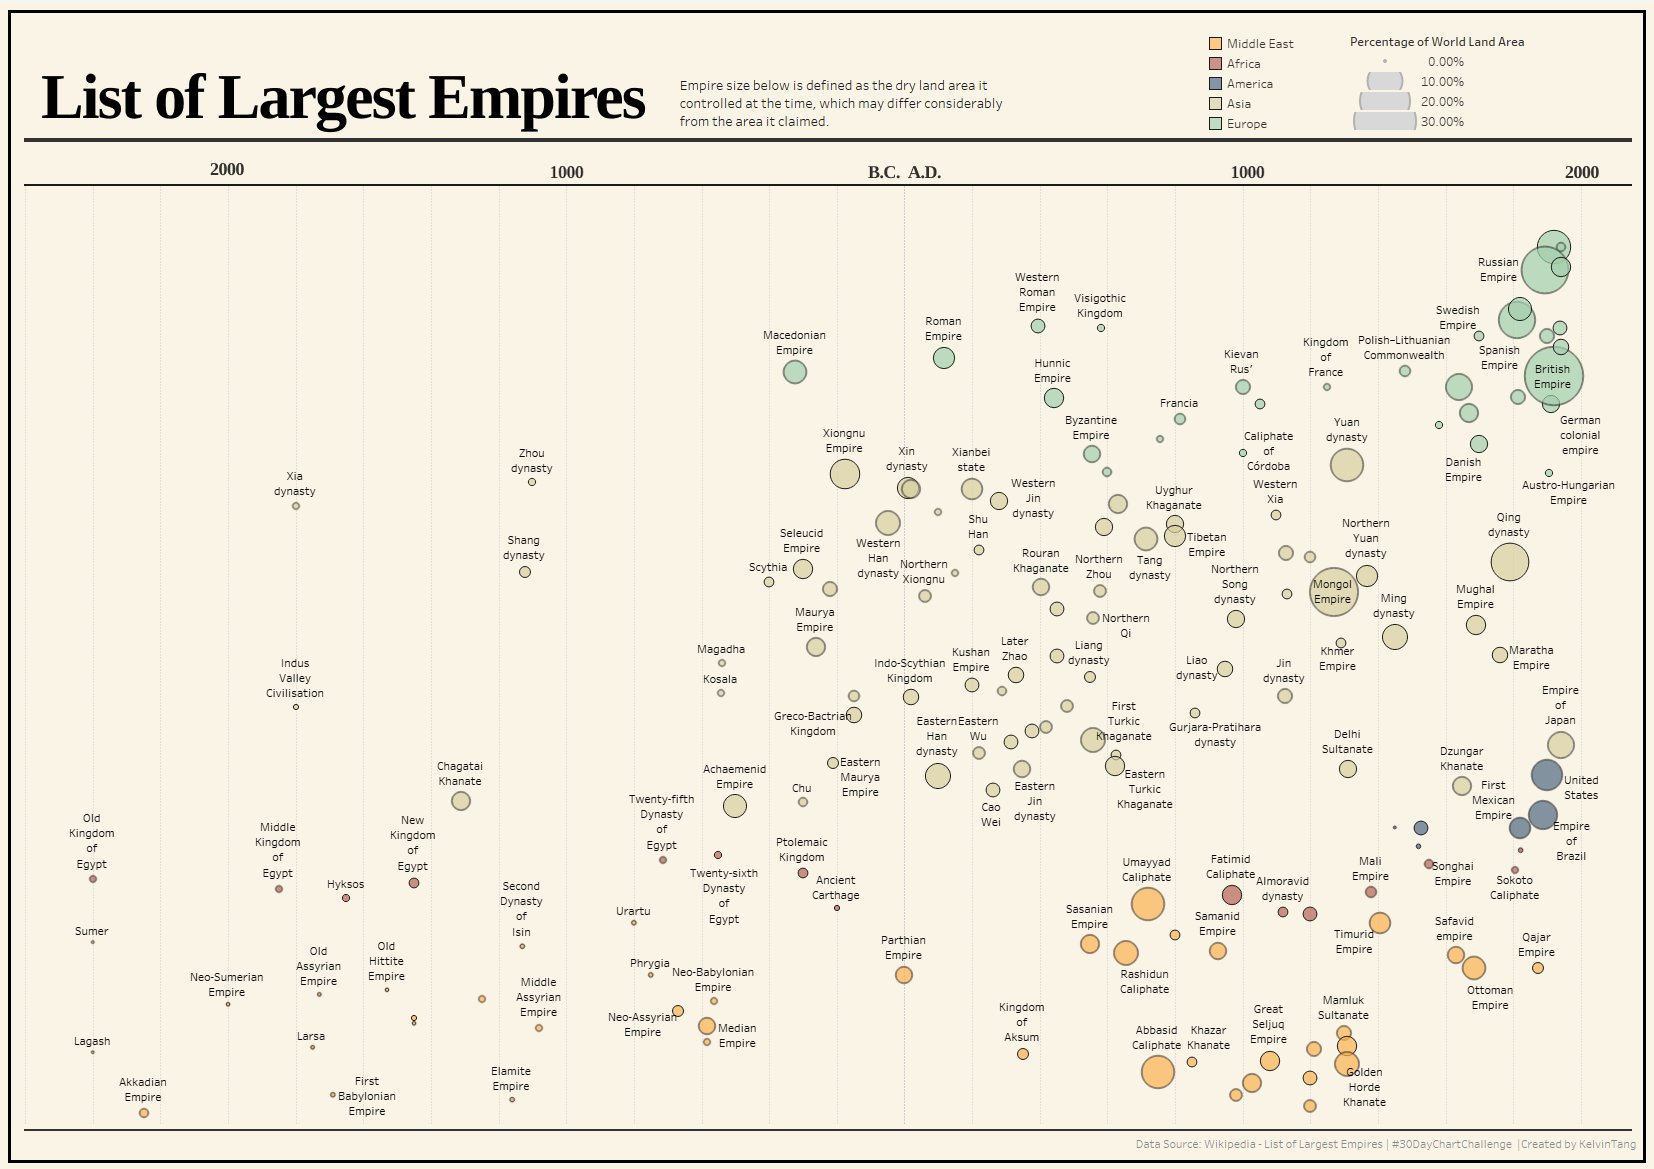 List of Largest Empires
Empire size below is defined as the dry land area it
controlled at the time, which may differ considerably
from the area it claimed.
Middle East
Africa
America
Asia
Europe
Percentage of World Land Area
0.00%
10.00%
20.00%
30.00%
2000
1000
B.C. A.D.
1000
2000
Russian
Empire
Western
Roman
Empire
Visigothic
Kingdom
Swedish
Empire
Macedonian
Empire
Roman
Empire
Hunnic
Empire
Kievan
Rus’
Kingdom
of
France
Polish–Lithuanian
Commonwealth
Spanish
Empire
British
Empire
Francia
Byzantine
Empire
German
colonial
empire
Xiongnu
Empire
Xin
dynasty
Xianbei
state
Caliphate
of
Córdoba
Yuan
dynasty
Danish
Empire
Austro-Hungarian
Empire
Zhou
dynasty
Xia
dynasty
Western
Jin
dynasty
Uyghur
Khaganate
Western
Xia
Qing
dynasty
Shang
dynasty
Scythia
Seleucid
Empire
Western
Han
dynasty
Shu
Han
Northern
Xiongnu
Rouran
Khaganate
Northern
Zhou
Tang
dynasty
Tibetan
Empire
Northern
Song
dynasty
Northern
Yuan
dynasty
Mongol
Empire
Ming
dynasty
Mughal
Empire
Maurya
Empire
Northern
Qi
Khmer
Empire
Maratha
Empire
Indus
Valley
Civilisation
Magadha
Kosala
Indo-Scythian
Kingdom
Kushan
Empire
Later
Zhao
Liang
dynasty
Liao
dynasty
Jin
dynasty
Empire
of
Japan
Greco-Bactrian
Kingdom
Eastern
Han
dynasty
Eastern
Wu
First
Turkic
Khaganate
Gurjara-Pratihara
dynasty
Delhi
Sultanate
Dzungar
Khanate
Chagatai
Khanate
Achaemenid
Empire
Eastern
Maurya
Empire
Chu
Cao
Wei
Eastern
Jin
dynasty
Eastern
Turkic
Khaganate
United
States
First
Mexican
Empire
Empire
of
Brazil
Old
Kingdom
of
Egypt
Middle
Kingdom
of
Egypt
New
Kingdom
of
Egypt
Hyksos
Twenty-fifth
Dynasty
of
Egypt
Twenty-sixth
Dynasty
of
Egypt
Ptolemaic
Kingdom
Ancient
Carthage
Umayyad
Caliphate
Fatimid
Caliphate
Almoravid
dynasty
Mali
Empire
Songhai
Empire
Sokoto
Caliphate
Sumer
Second
Dynasty
of
Isin
Urartu
Parthian
Empire
Sasanian
Empire
Samanid
Empire
Timurid
Empire
Safavid
empire
Qajar
Empire
Neo-Sumerian
Empire
Old
Assyrian
Empire
Old
Hittite
Empire
Middle
Assyrian
Empire
Phrygia
Neo-Babylonian
Empire
Neo-Assyrian
Empire
Median
Empire
Rashidun
Caliphate
Ottoman
Empire
Lagash
Larsa
Kingdom
of
Aksum
Abbasid
Caliphate
Khazar
Khanate
Great
Seljuq
Empire
Mamluk
Sultanate
Golden
Horde
Khanate
Akkadian
Empire
First
Babylonian
Empire
Elamite
Empire
Data Source: Wikipedia - List of Largest Empires | #30DayChartChallenge |Created by KelvinTang